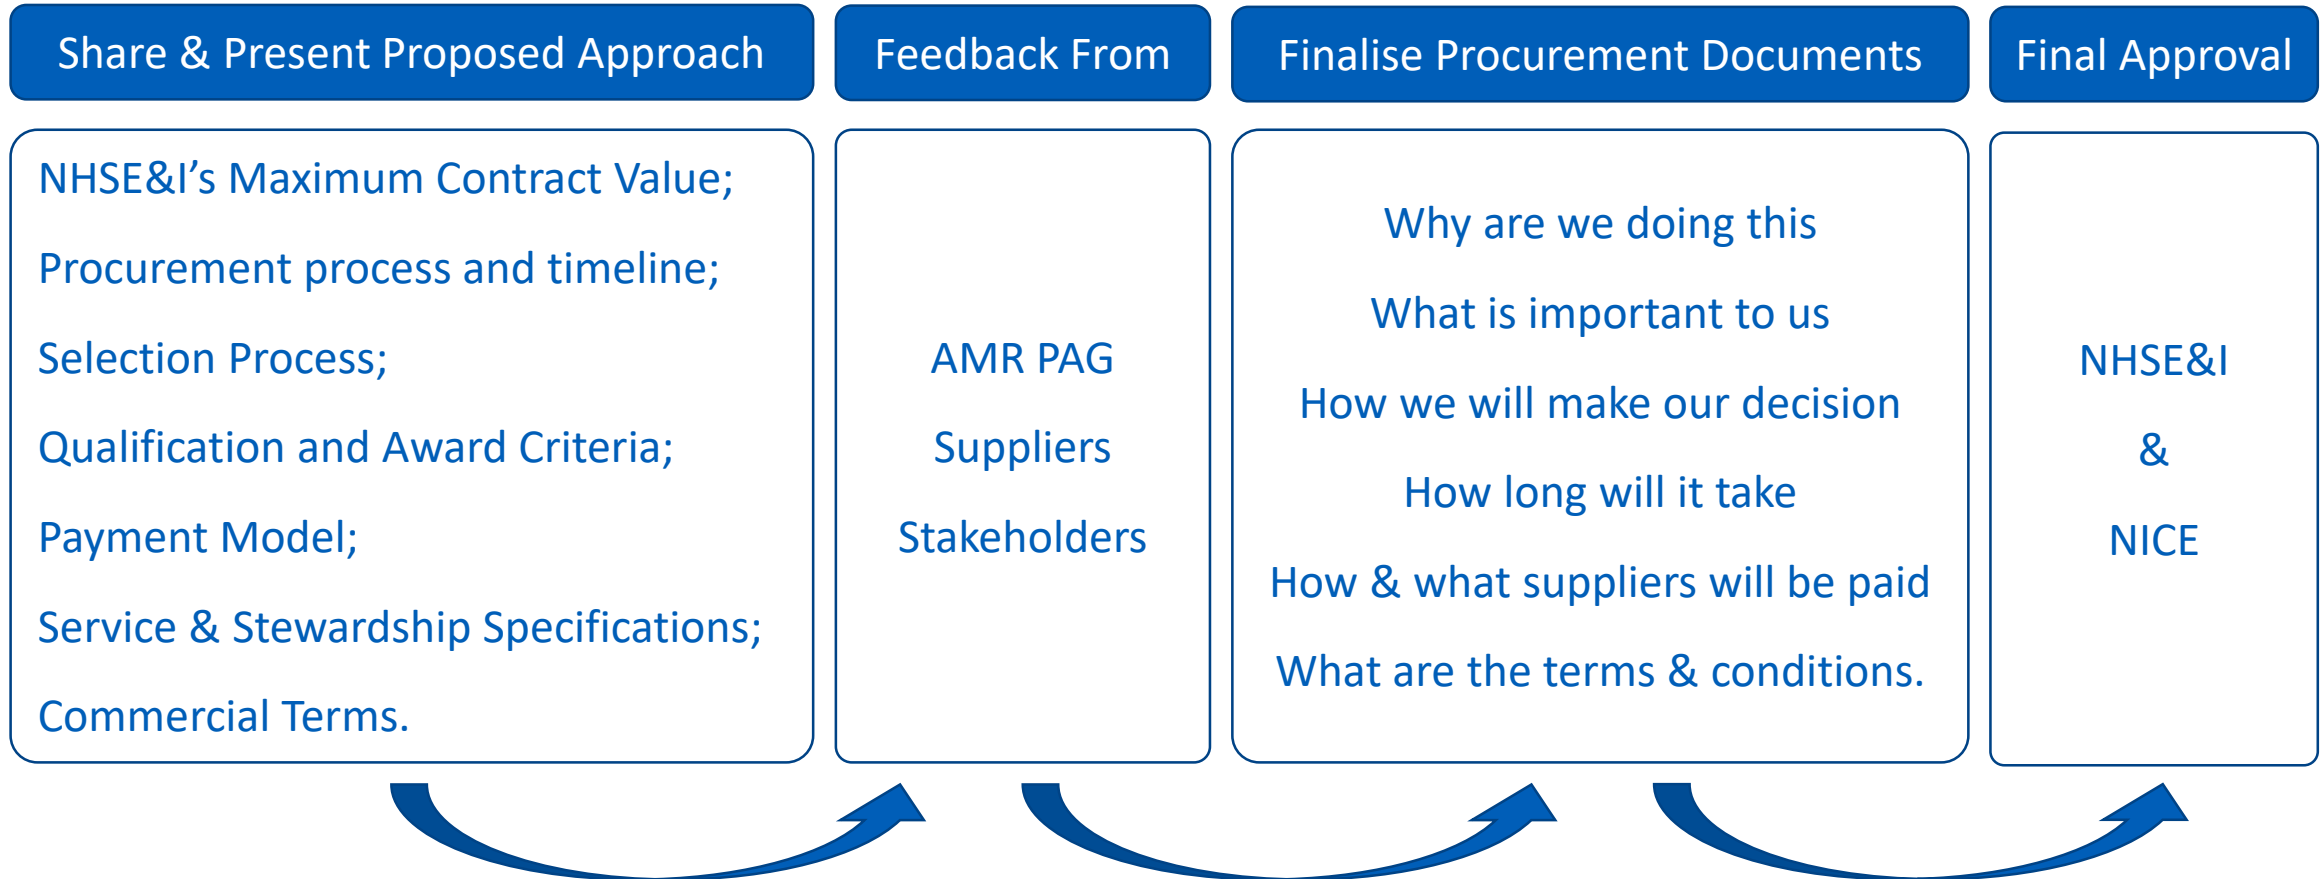 Share & Present Proposed Approach
NHSE&I’s Maximum Contract Value;
Procurement process and timeline;
Selection Process;
Qualification and Award Criteria;
Payment Model;
Service & Stewardship Specifications;
Commercial Terms.
Feedback From
AMR PAG
Suppliers
Stakeholders
Finalise Procurement Documents
Why are we doing this
What is important to us
How we will make our decision
How long will it take
How & what suppliers will be paid
What are the terms & conditions.
Final Approval
NHSE&I
&
NICE